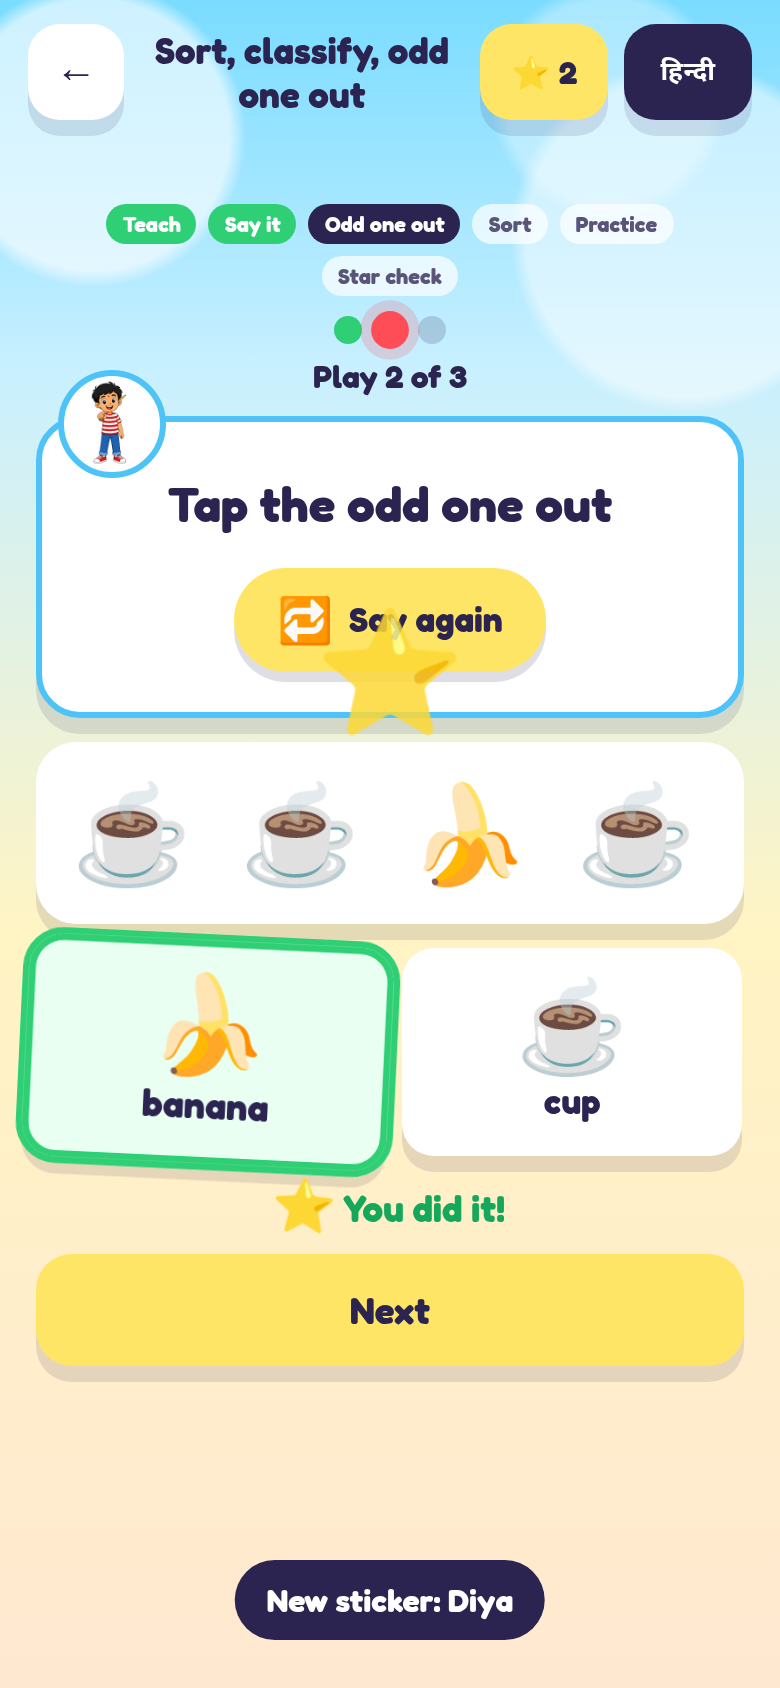 ←
Sort, classify, odd
one out
2
हिन्दी
Teach
Say it
Odd one out
Sort
Practice
Star check
Play 2 of 3
Tap the odd one out
Say again
banana
cup
You did it!
Next
New sticker: Diya